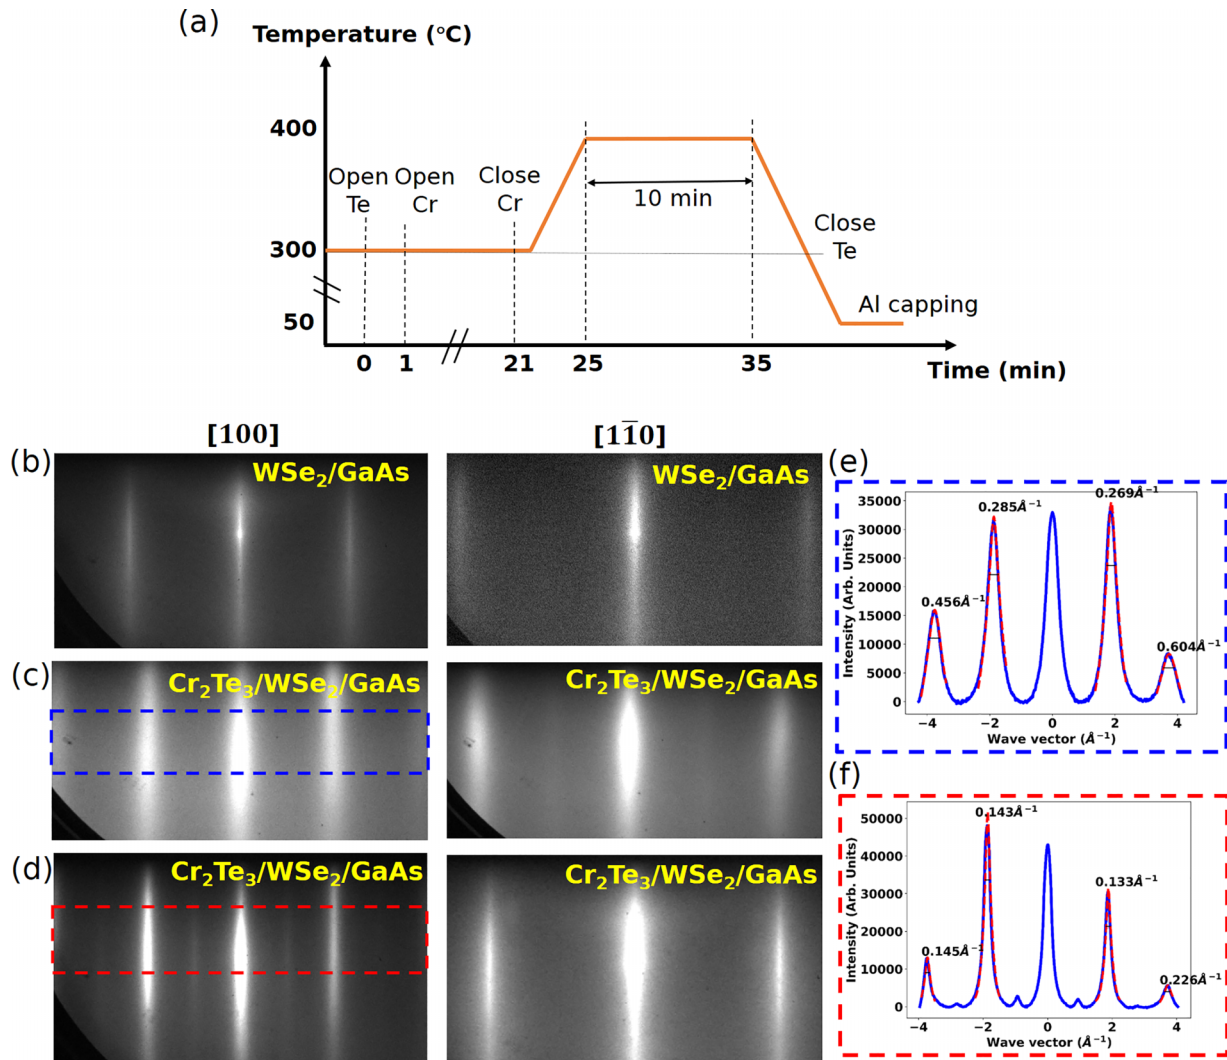 (a)
Temperature (°C)
400
300
50
Open Te
Open Cr
Close Cr
10 min
Close Te
Al capping
0 1 21 25 35
Time (min)
[100]
[11̄0]
(b)
WSe₂/GaAs
WSe₂/GaAs
(c)
Cr₂Te₃/WSe₂/GaAs
Cr₂Te₃/WSe₂/GaAs
(d)
Cr₂Te₃/WSe₂/GaAs
Cr₂Te₃/WSe₂/GaAs
(e)
Intensity (Arb. Units)
35000
30000
25000
20000
15000
10000
5000
0
0.456Å⁻¹
0.285Å⁻¹
0.269Å⁻¹
0.604Å⁻¹
−4 −2 0 2 4
Wave vector (Å⁻¹)
(f)
Intensity (Arb. Units)
50000
40000
30000
20000
10000
0
0.145Å⁻¹
0.143Å⁻¹
0.133Å⁻¹
0.226Å⁻¹
−4 −2 0 2 4
Wave vector (Å⁻¹)